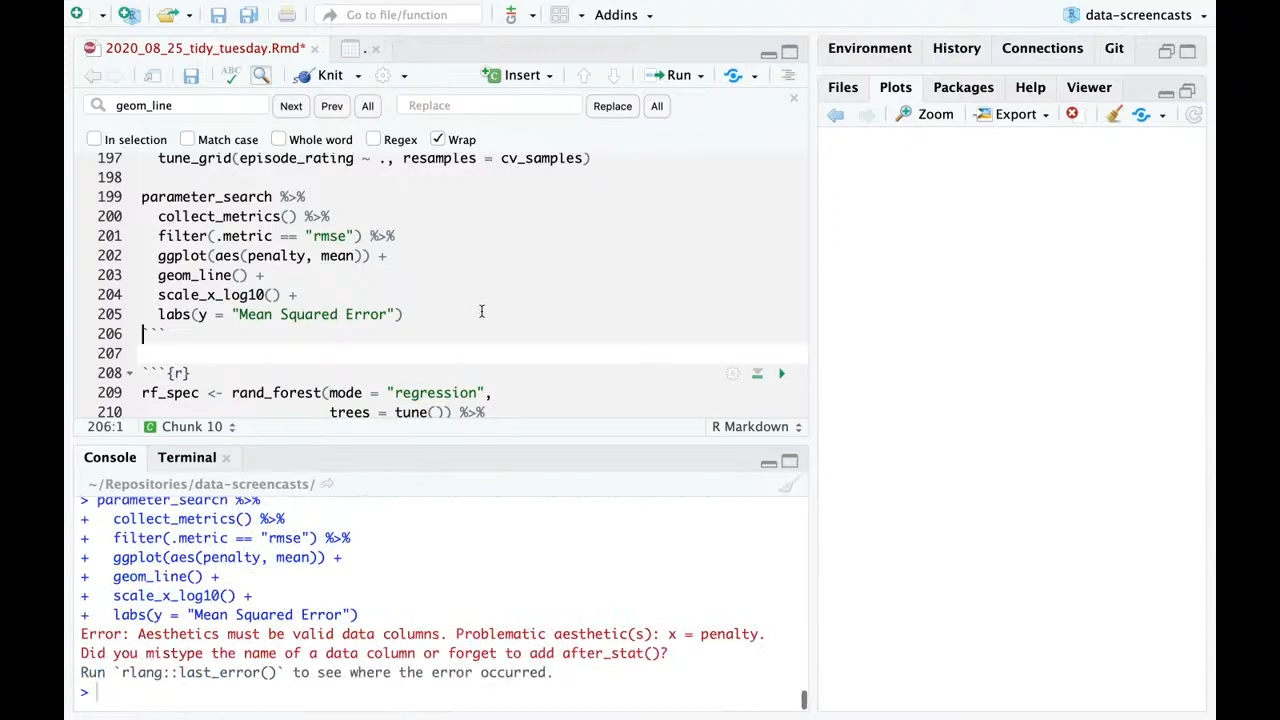 Go to file/function
Addins
data-screencasts
2020_08_25_tidy_tuesday.Rmd*
.
ABC
Knit
Insert
Run
geom_line
Next
Prev
All
Replace
Replace
All
In selection
Match case
Whole word
Regex
Wrap
197 tune_grid(episode_rating ~ ., resamples = cv_samples)
198
199 parameter_search %>%
200 collect_metrics() %>%
201 filter(.metric == "rmse") %>%
202 ggplot(aes(penalty, mean)) +
203 geom_line() +
204 scale_x_log10() +
205 labs(y = "Mean Squared Error")
206 ```
207
208 ```{r}
209 rf_spec <- rand_forest(mode = "regression",
210 trees = tune()) %>%
206:1
Chunk 10
R Markdown
Console
Terminal
~/Repositories/data-screencasts/
> parameter_search %>%
+ collect_metrics() %>%
+ filter(.metric == "rmse") %>%
+ ggplot(aes(penalty, mean)) +
+ geom_line() +
+ scale_x_log10() +
+ labs(y = "Mean Squared Error")
Error: Aesthetics must be valid data columns. Problematic aesthetic(s): x = penalty.
Did you mistype the name of a data column or forget to add after_stat()?
Run `rlang::last_error()` to see where the error occurred.
>
Environment
History
Connections
Git
Files
Plots
Packages
Help
Viewer
Zoom
Export